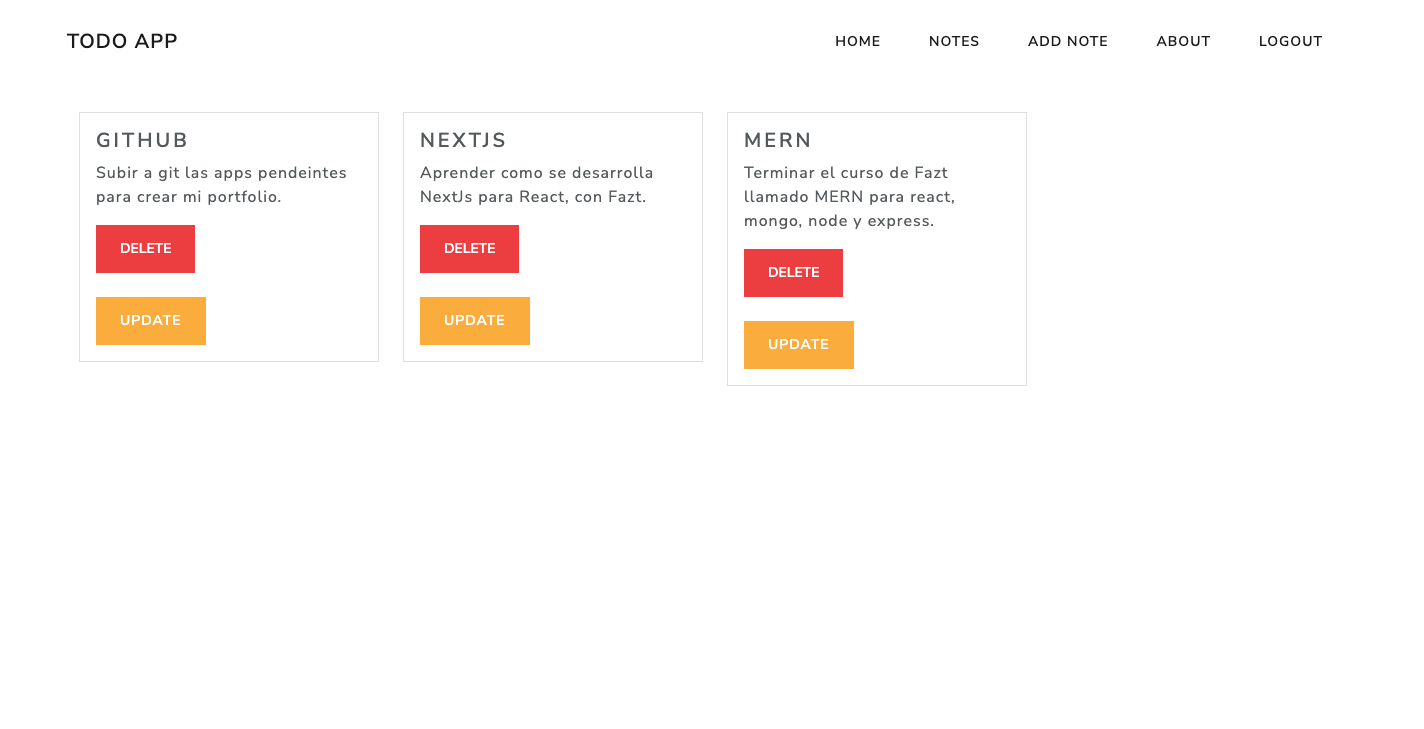 TODO APP
HOME
NOTES
ADD NOTE
ABOUT
LOGOUT
GITHUB
Subir a git las apps pendeintes
para crear mi portfolio.
DELETE
UPDATE
NEXTJS
Aprender como se desarrolla
NextJs para React, con Fazt.
DELETE
UPDATE
MERN
Terminar el curso de Fazt
llamado MERN para react,
mongo, node y express.
DELETE
UPDATE